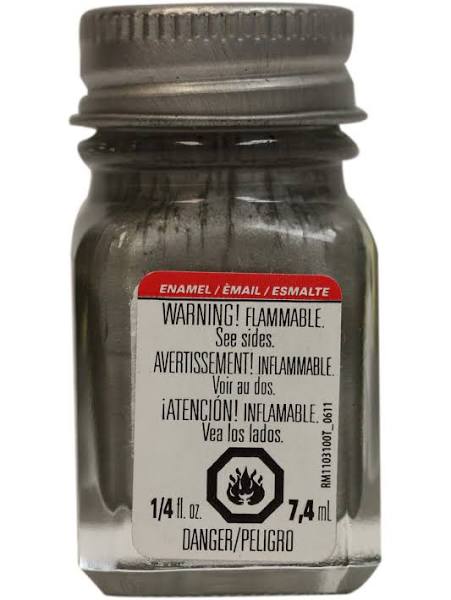 ENAMEL / ÈMAIL / ESMALTE
WARNING! FLAMMABLE.
See sides.
AVERTISSEMENT! INFLAMMABLE.
Voir au dos.
¡ATENCIÓN! INFLAMABLE.
Vea los lados.
1/4 fl. oz. 7,4 mL
DANGER/PELIGRO
RM1103100T_0611